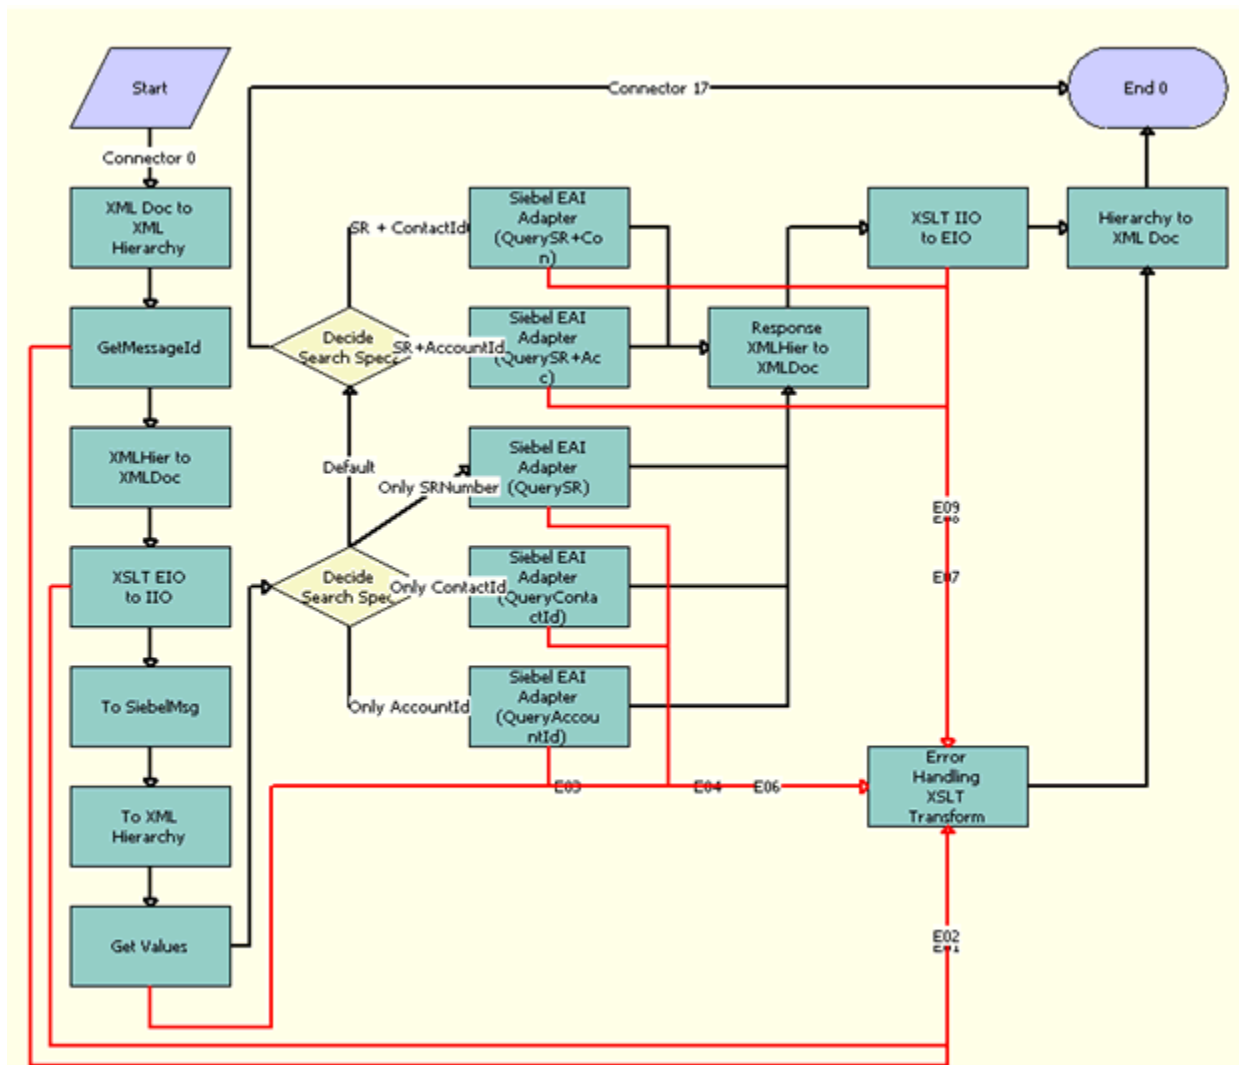 Start
Connector 17
End 0
Connector 0
XML Doc to
XML
Hierarchy
SR + ContactId
Siebel EAI
Adapter
(QuerySR+Co
n)
XSLT IIO
to EIO
Hierarchy to
XML Doc
GetMessageId
Decide
Search Spec2
SR+AccountId
Siebel EAI
Adapter
(QuerySR+Ac
c)
Response
XMLHier to
XMLDoc
XMLHier to
XMLDoc
Default
Only SRNumber
Siebel EAI
Adapter
(QuerySR)
E09
E07
XSLT EIO
to IIO
Decide
Search Spec
Only ContactId
Siebel EAI
Adapter
(QueryConta
ctId)
To SiebelMsg
Only AccountId
Siebel EAI
Adapter
(QueryAccou
ntId)
E03
E04
E06
Error
Handling
XSLT
Transform
To XML
Hierarchy
Get Values
E02